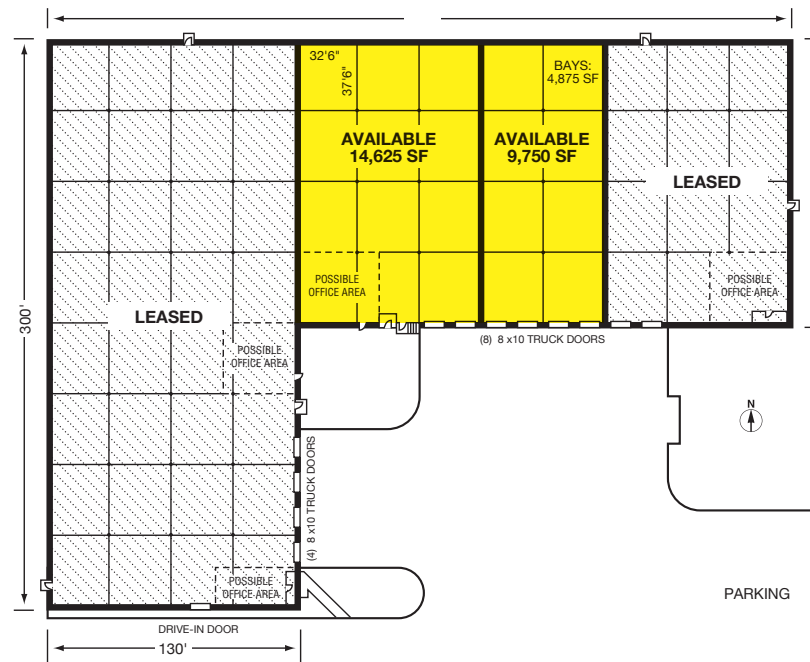 32'6"
37'6"
BAYS:
4,875 SF
AVAILABLE
14,625 SF
AVAILABLE
9,750 SF
LEASED
POSSIBLE
OFFICE AREA
POSSIBLE
OFFICE AREA
300'
LEASED
(8) 8 x10 TRUCK DOORS
POSSIBLE
OFFICE AREA
N
(4) 8 x10 TRUCK DOORS
POSSIBLE
OFFICE AREA
PARKING
DRIVE-IN DOOR
130'